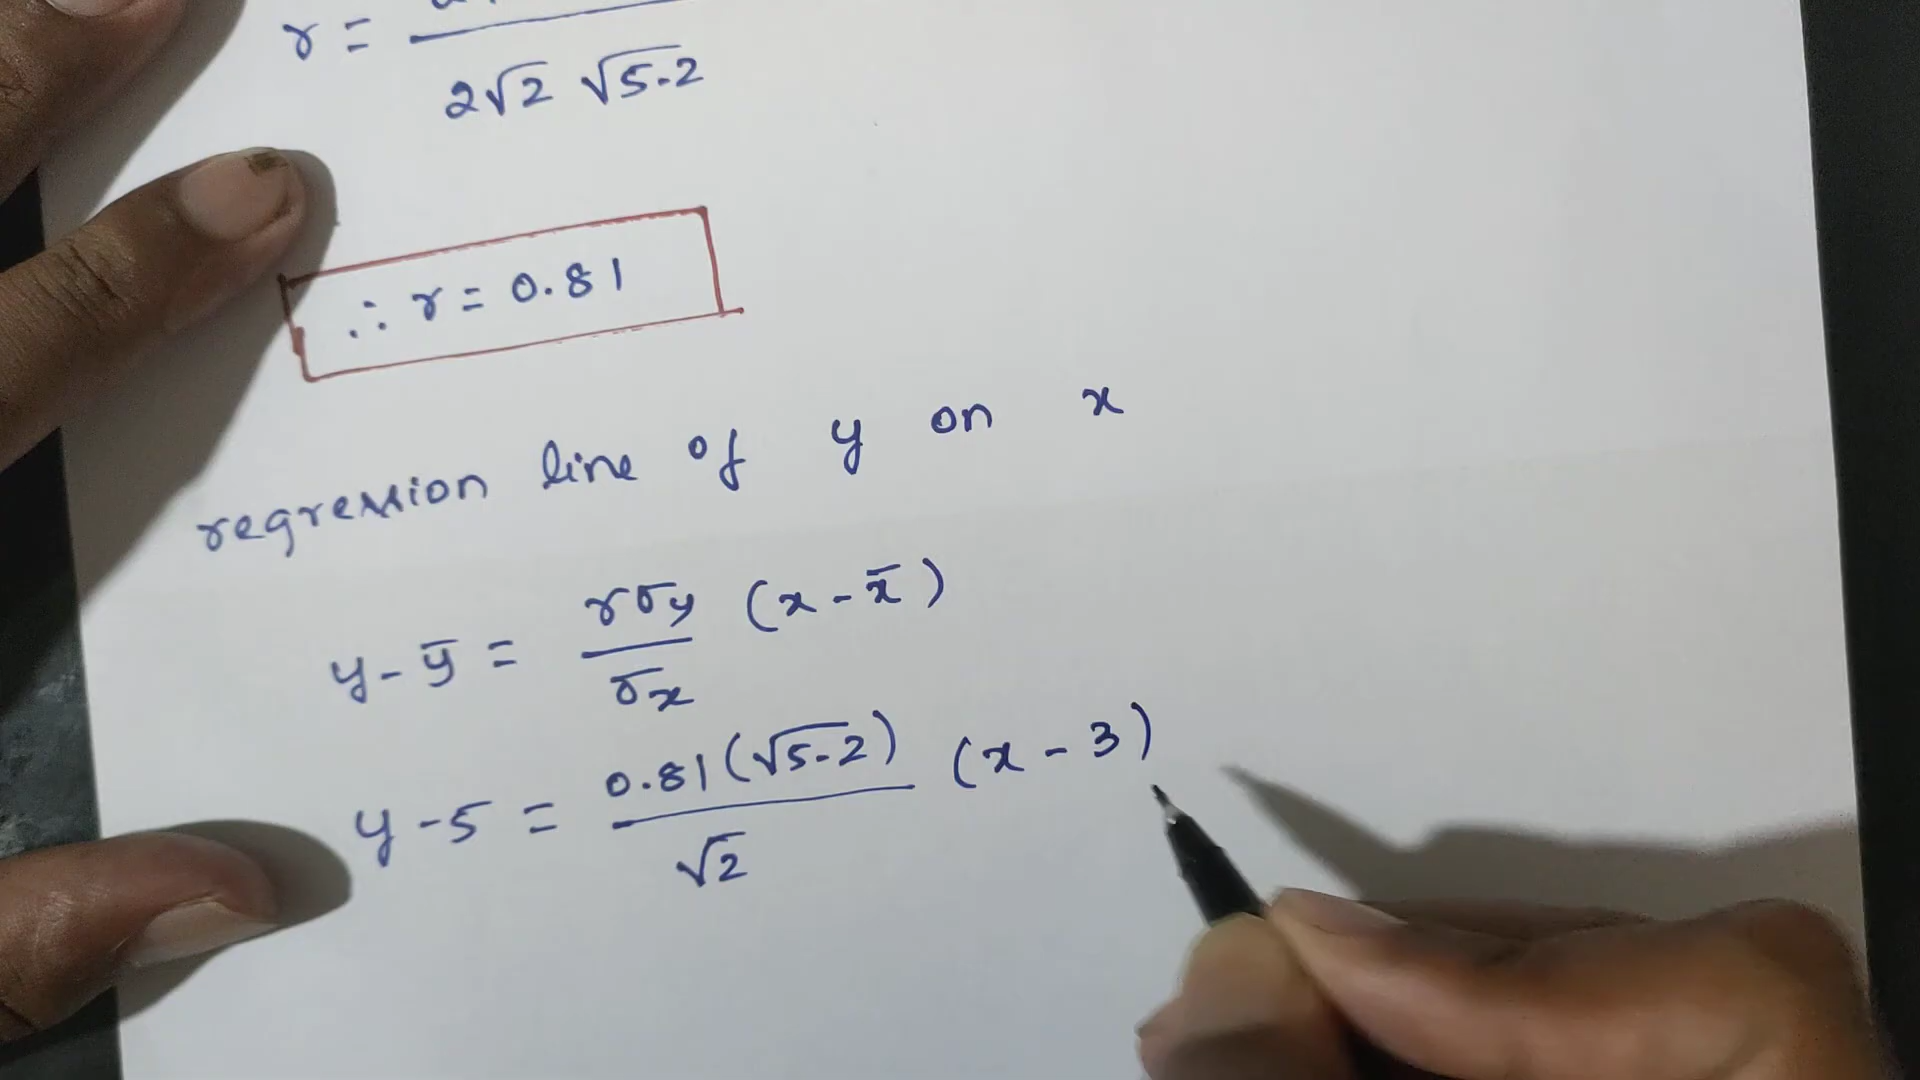 r =
2√2 √5.2
∴ r = 0.81
regression line of y on x
y - ȳ = rσy / σx (x - x̄)
y - 5 = 0.81(√5.2) / √2 (x - 3)